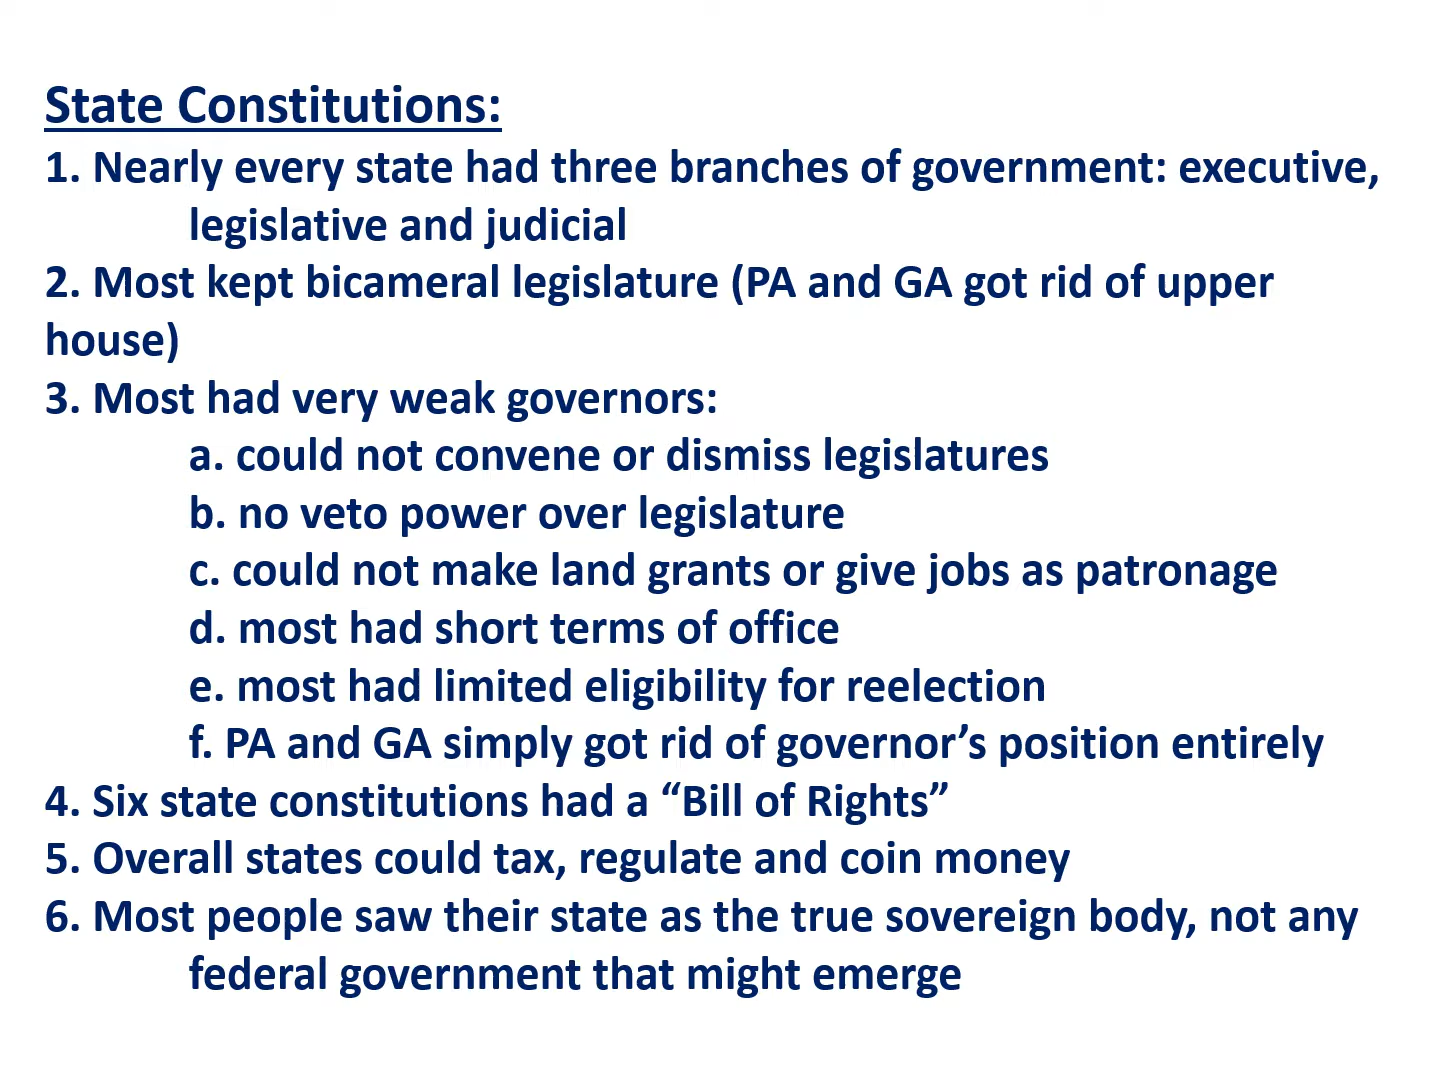 State Constitutions:
1. Nearly every state had three branches of government: executive,
legislative and judicial
2. Most kept bicameral legislature (PA and GA got rid of upper
house)
3. Most had very weak governors:
a. could not convene or dismiss legislatures
b. no veto power over legislature
c. could not make land grants or give jobs as patronage
d. most had short terms of office
e. most had limited eligibility for reelection
f. PA and GA simply got rid of governor’s position entirely
4. Six state constitutions had a “Bill of Rights”
5. Overall states could tax, regulate and coin money
6. Most people saw their state as the true sovereign body, not any
federal government that might emerge